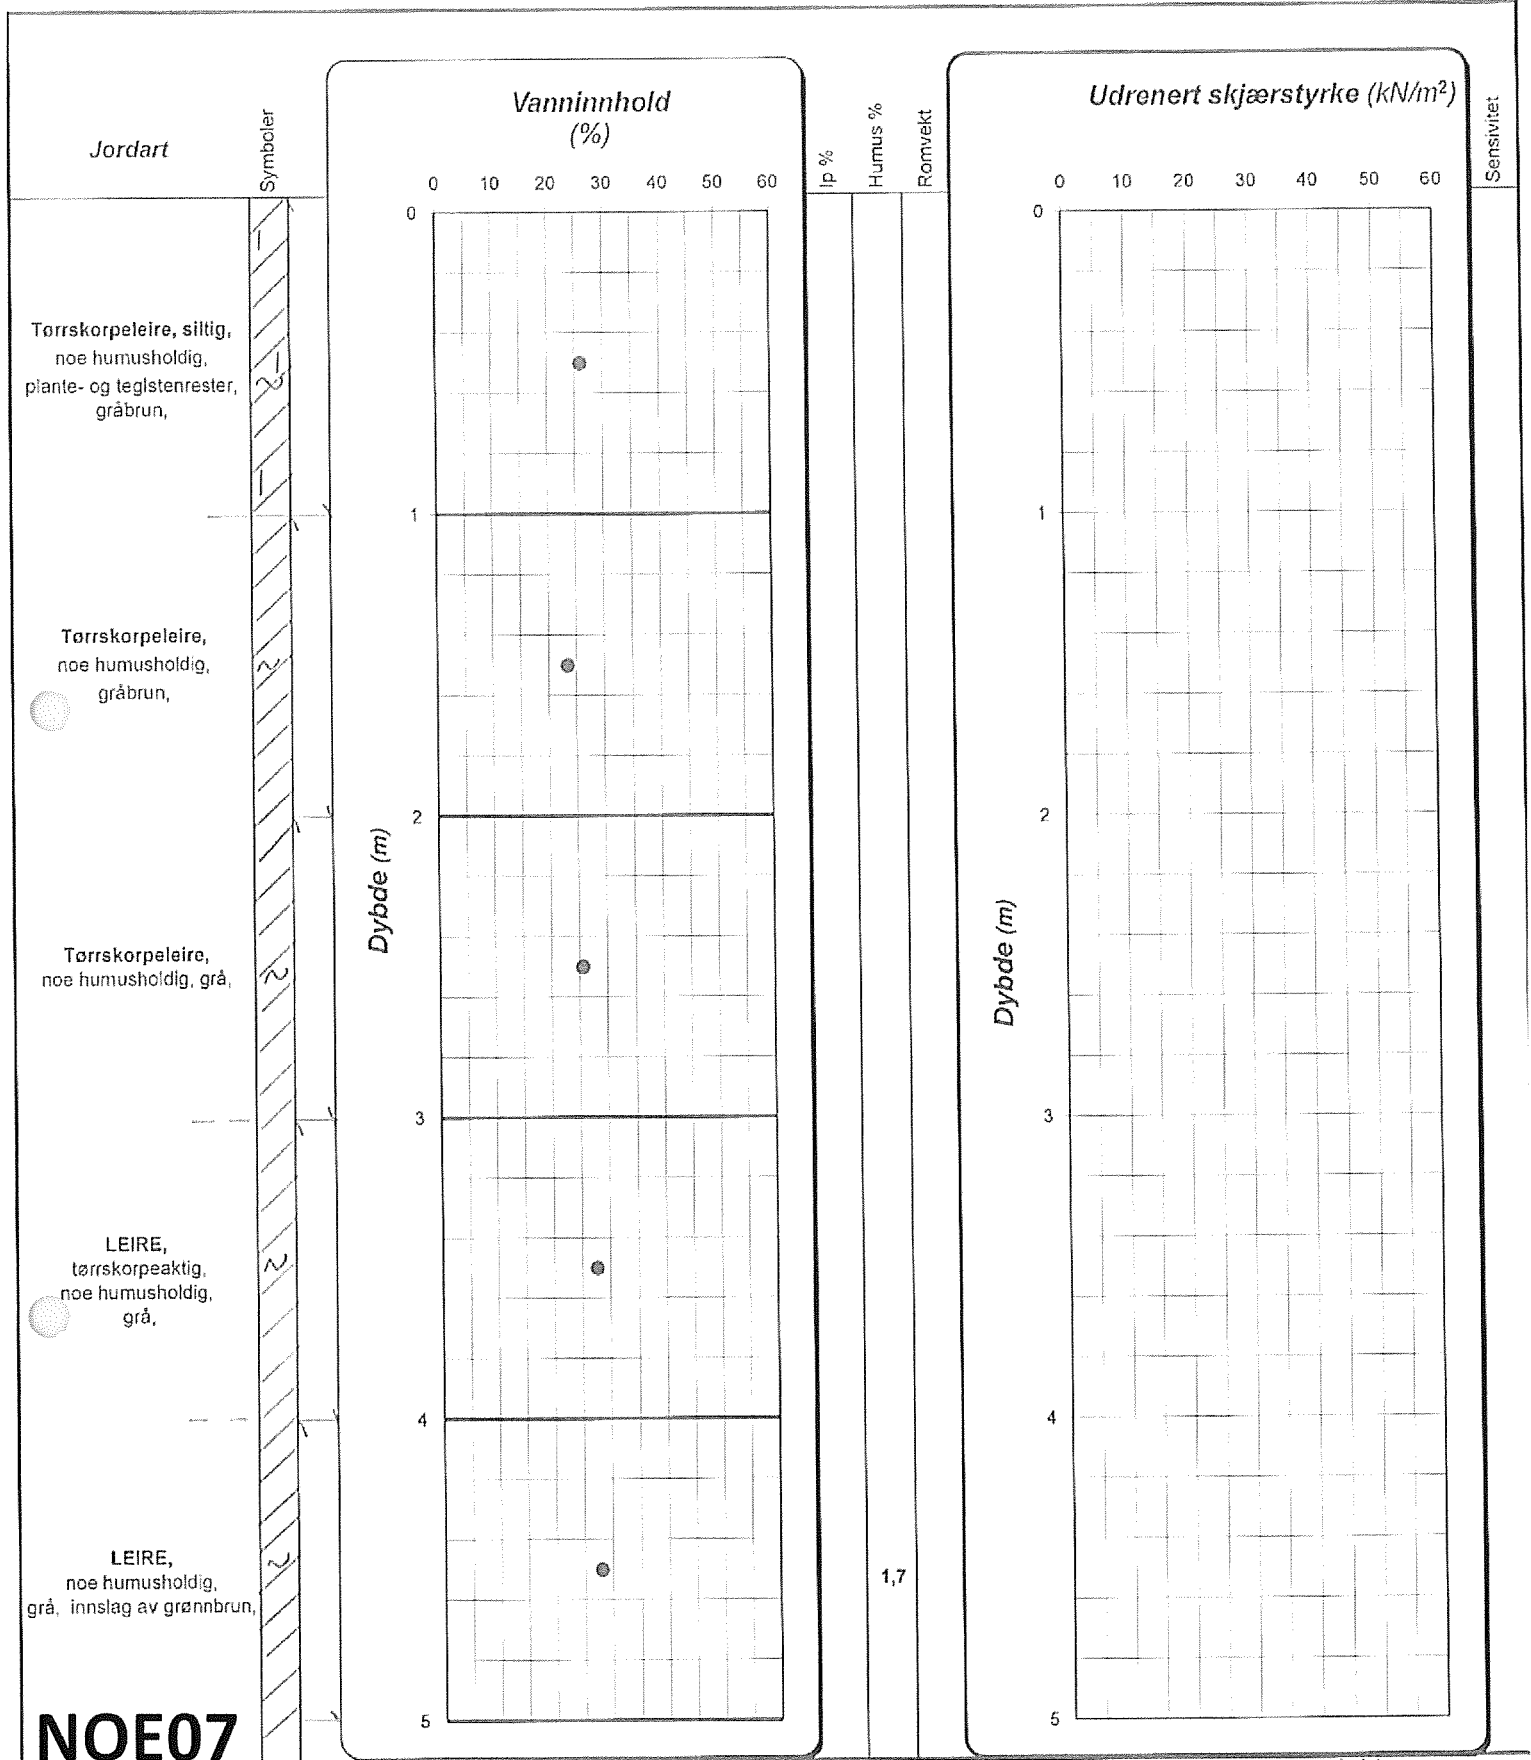 Jordart
Symboler
Vanninnhold
(%)
Ip %
Humus %
Romvekt
Udrenert skjærstyrke (kN/m²)
Sensivitet
0 10 20 30 40 50 60
0 10 20 30 40 50 60
0
1
2
3
4
5
Dybde (m)
0
1
2
3
4
5
Dybde (m)
Tørrskorpeleire, siltig,
noe humusholdig,
plante- og teglstenrester,
gråbrun,
Tørrskorpeleire,
noe humusholdig,
gråbrun,
Tørrskorpeleire,
noe humusholdig, grå,
LEIRE,
tørrskorpeaktig,
noe humusholdig,
grå,
LEIRE,
noe humusholdig,
grå, innslag av grønnbrun,
1,7
NOE07